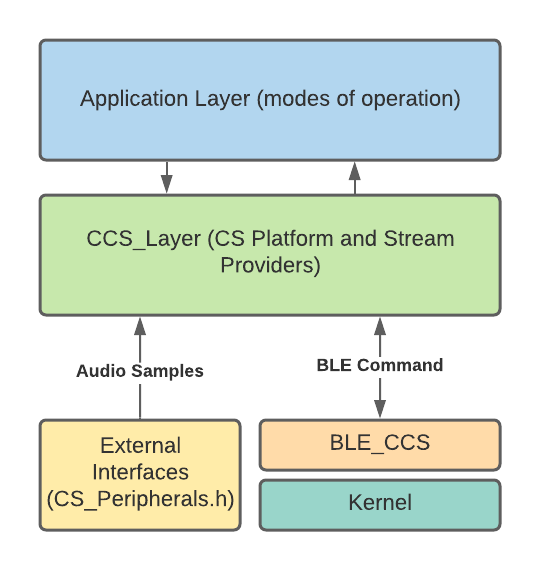 Application Layer (modes of operation)
CCS_Layer (CS Platform and Stream
Providers)
Audio Samples
BLE Command
External
Interfaces
(CS_Peripherals.h)
BLE_CCS
Kernel